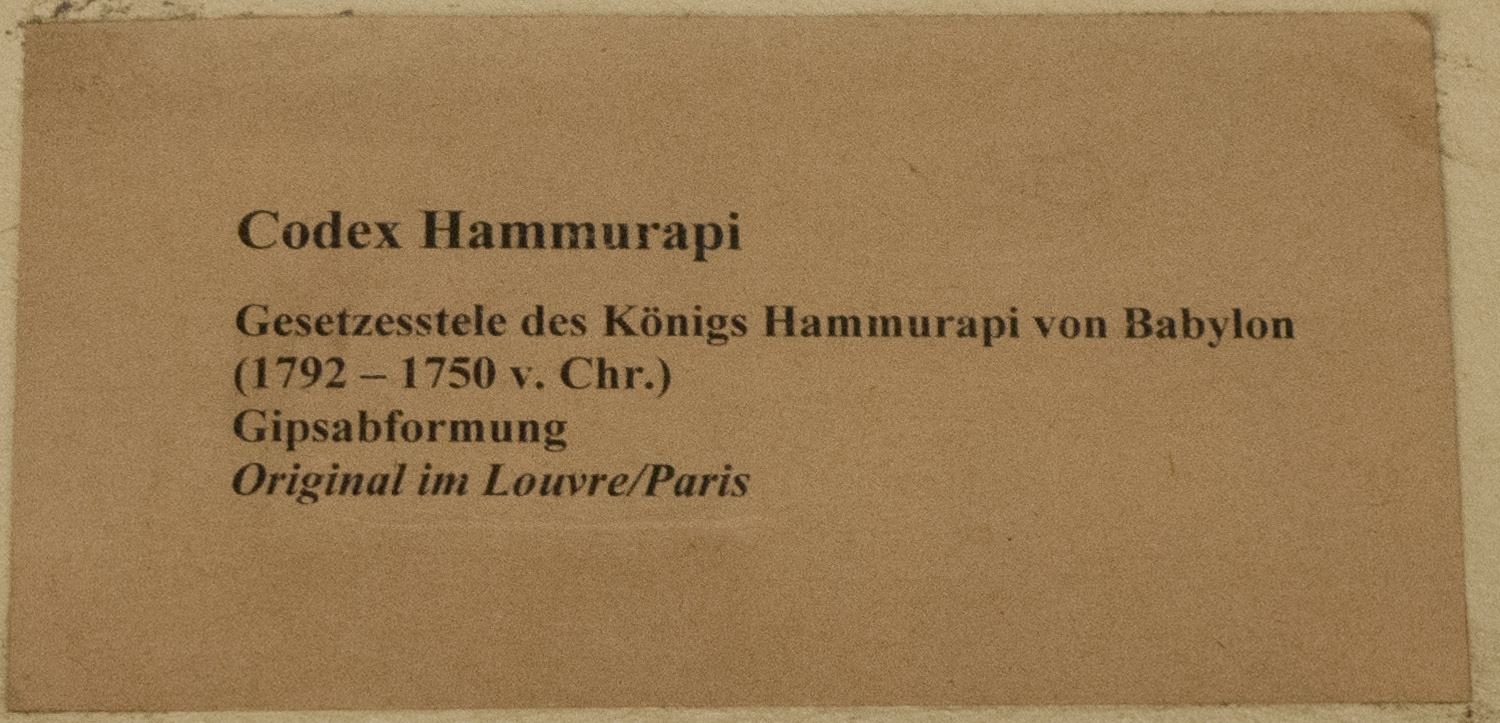 Codex Hammurapi
Gesetzesstele des Königs Hammurapi von Babylon
(1792 – 1750 v. Chr.)
Gipsabformung
Original im Louvre/Paris